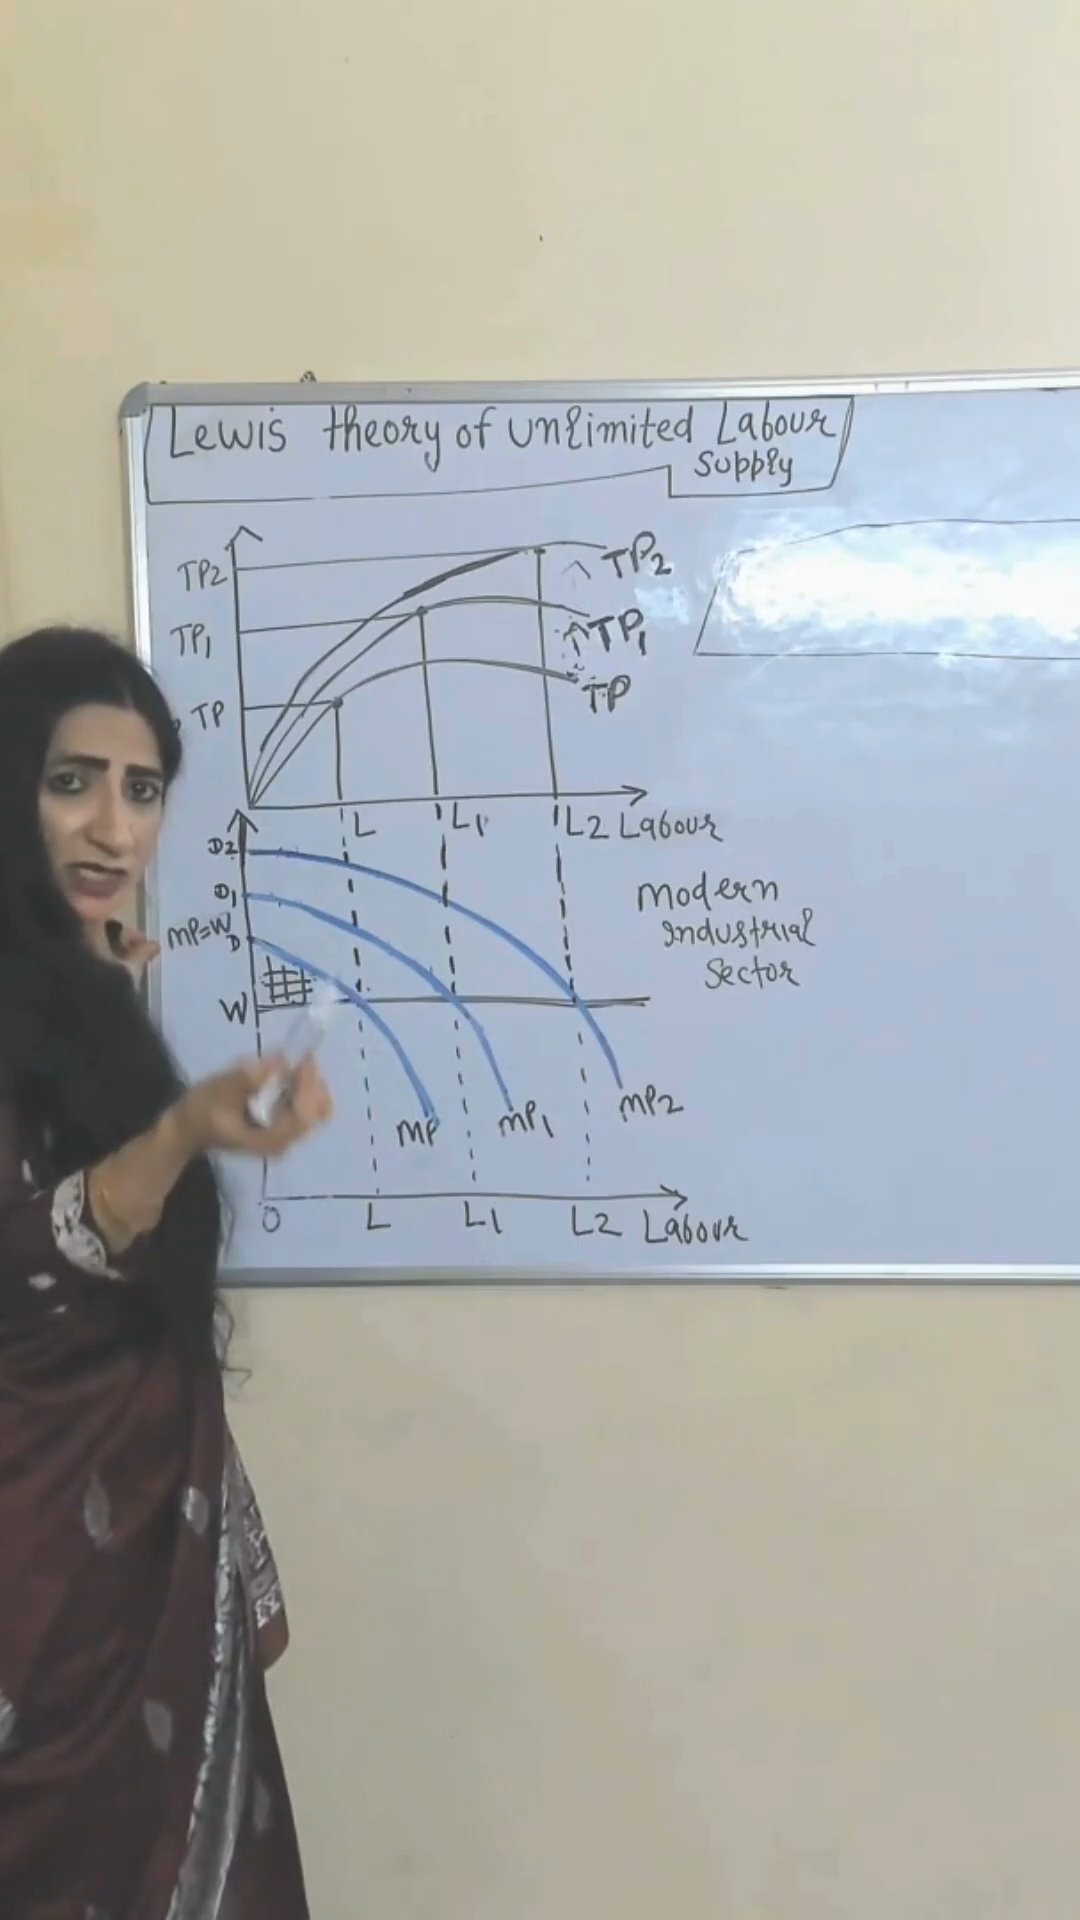 Lewis theory of unlimited Labour
supply
TP2
TP2
TP1
TP1
TP
TP
L
L1
L2 Labour
D2
D1
MP=W
D
W
Modern
industrial
Sector
MP
MP1
MP2
O
L
L1
L2
Labour